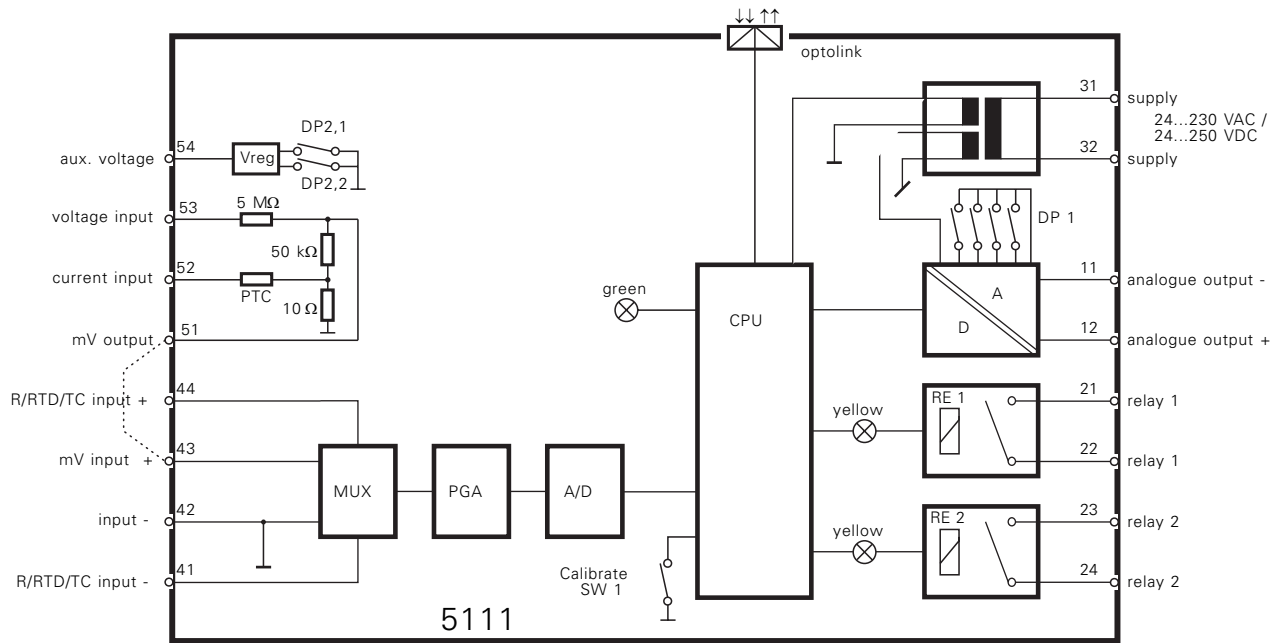 ↓↓ ↑↑
optolink
31
supply
24...230 VAC /
24...250 VDC
32
supply
DP2,1
54
aux. voltage
Vreg
DP2,2
53
voltage input
5 MΩ
50 kΩ
52
current input
PTC
10 Ω
51
mV output
44
R/RTD/TC input +
43
mV input +
42
input -
41
R/RTD/TC input -
MUX
PGA
A/D
green
CPU
Calibrate
SW 1
DP 1
A
D
11
analogue output -
12
analogue output +
yellow
RE 1
21
relay 1
22
relay 1
yellow
RE 2
23
relay 2
24
relay 2
5111